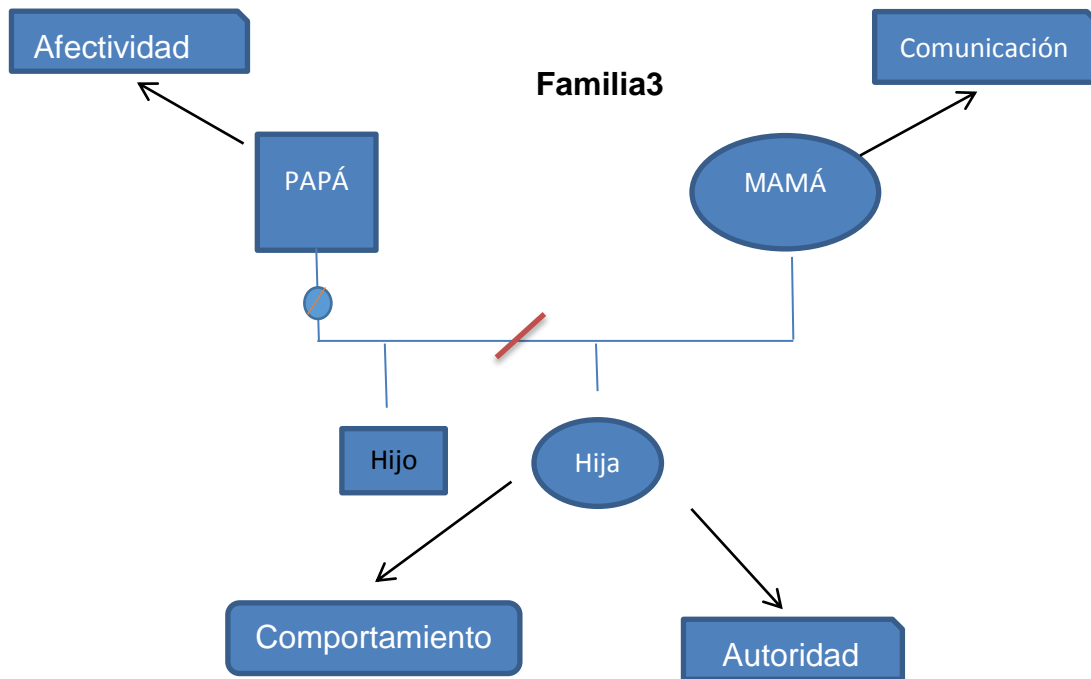 Afectividad
Comunicación
Familia3
PAPÁ
MAMÁ
Hijo
Hija
Comportamiento
Autoridad